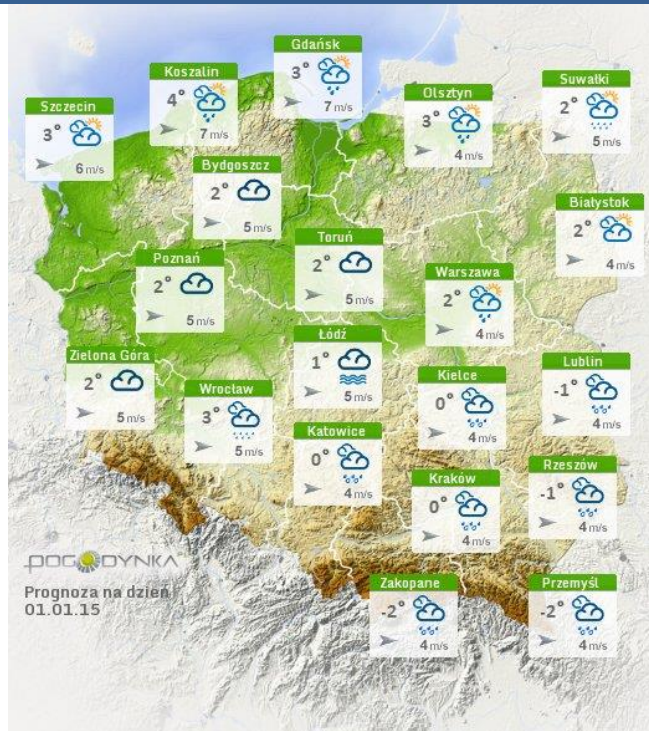 Gdańsk
3°
7 m/s
Koszalin
4°
7 m/s
Szczecin
3°
6 m/s
Olsztyn
3°
4 m/s
Suwałki
2°
5 m/s
Bydgoszcz
2°
5 m/s
Białystok
2°
4 m/s
Toruń
2°
5 m/s
Poznań
2°
5 m/s
Warszawa
2°
4 m/s
Łódź
1°
5 m/s
Zielona Góra
2°
5 m/s
Wrocław
3°
5 m/s
Kielce
0°
4 m/s
Lublin
-1°
4 m/s
Katowice
0°
4 m/s
Kraków
0°
4 m/s
Rzeszów
-1°
4 m/s
POGODYNKA
Prognoza na dzień
01.01.15
Zakopane
-2°
4 m/s
Przemyśl
-2°
4 m/s